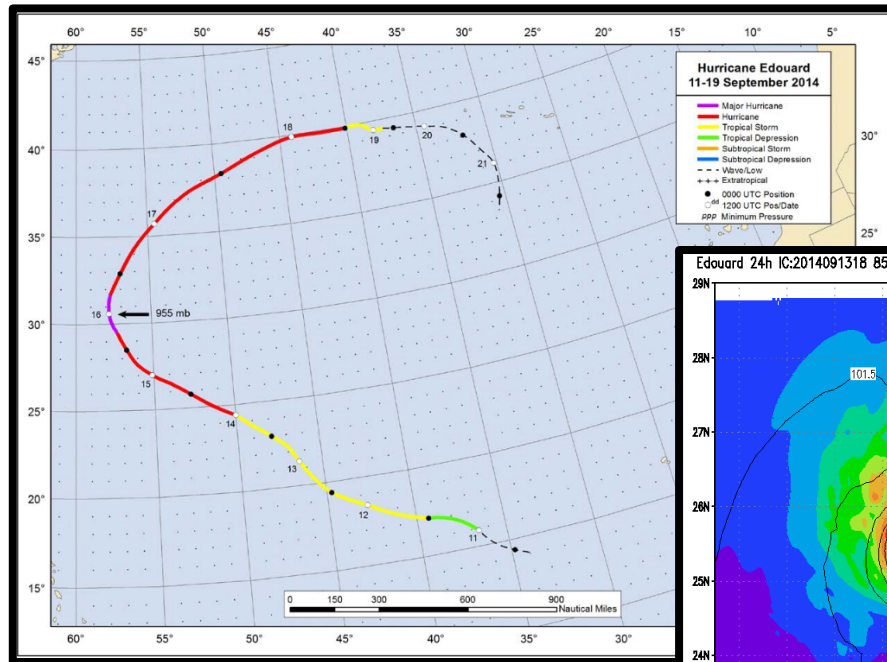 60° 55° 50° 45° 40° 35° 30° 25° 20° 15° 10° 5°
45°
40°
35°
30°
25°
20°
15°
30°
25°
Hurricane Edouard
11-19 September 2014
Major Hurricane
Hurricane
Tropical Storm
Tropical Depression
Subtropical Storm
Subtropical Depression
Wave/Low
Extratropical
0000 UTC Position
dd 1200 UTC Pos/Date
PPP Minimum Pressure
18
19
20
21
17
16
955 mb
15
14
13
12
11
0 150 300 600 900
Nautical Miles
60° 55° 50° 45° 40° 35° 30°
Edouard 24h IC:2014091318 85
29N
28N
27N
26N
25N
24N
101.5